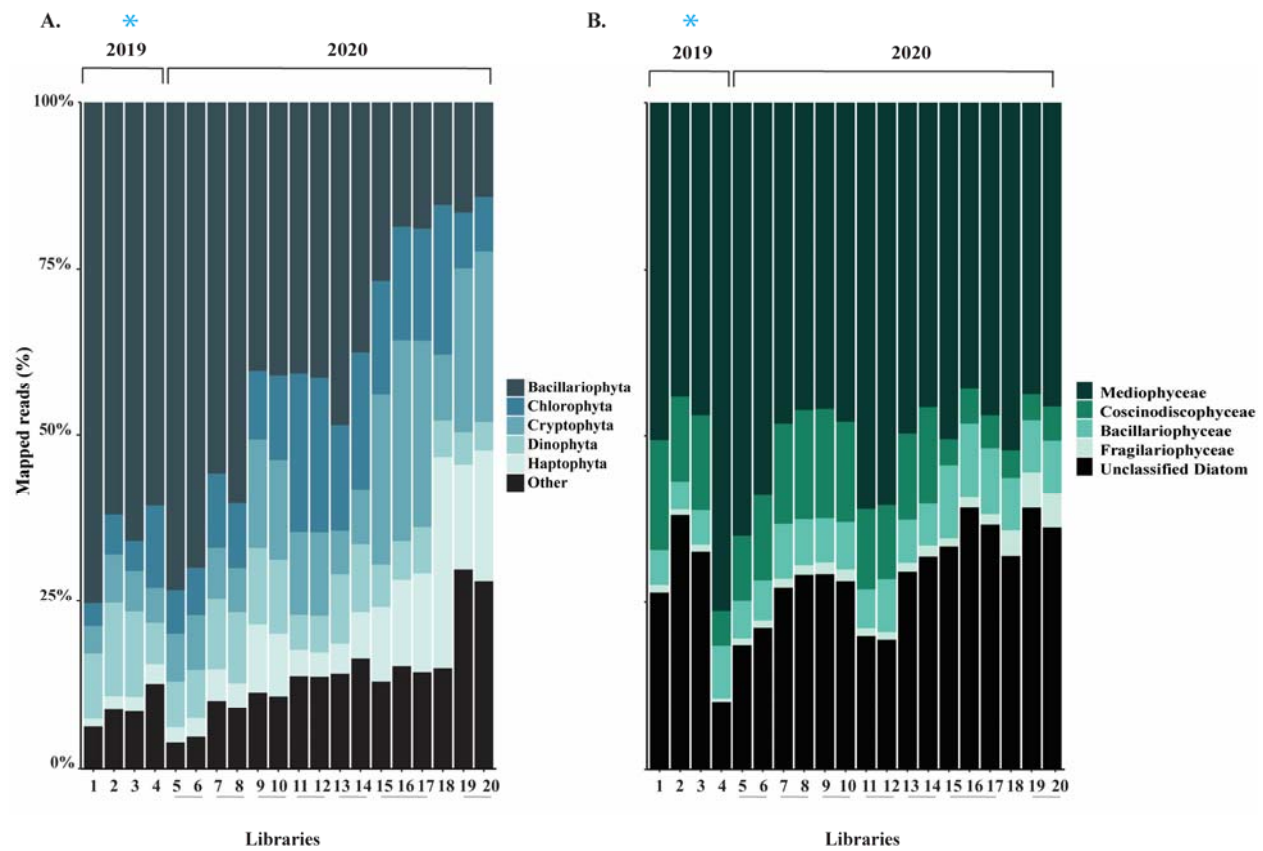 A.
*
2019
2020
100%
75%
50%
25%
0%
Mapped reads (%)
1 2 3 4 5 6 7 8 9 10 11 12 13 14 15 16 17 18 19 20
Libraries
Bacillariophyta
Chlorophyta
Cryptophyta
Dinophyta
Haptophyta
Other
B.
*
2019
2020
1 2 3 4 5 6 7 8 9 10 11 12 13 14 15 16 17 18 19 20
Libraries
Mediophyceae
Coscinodiscophyceae
Bacillariophyceae
Fragilariophyceae
Unclassified Diatom